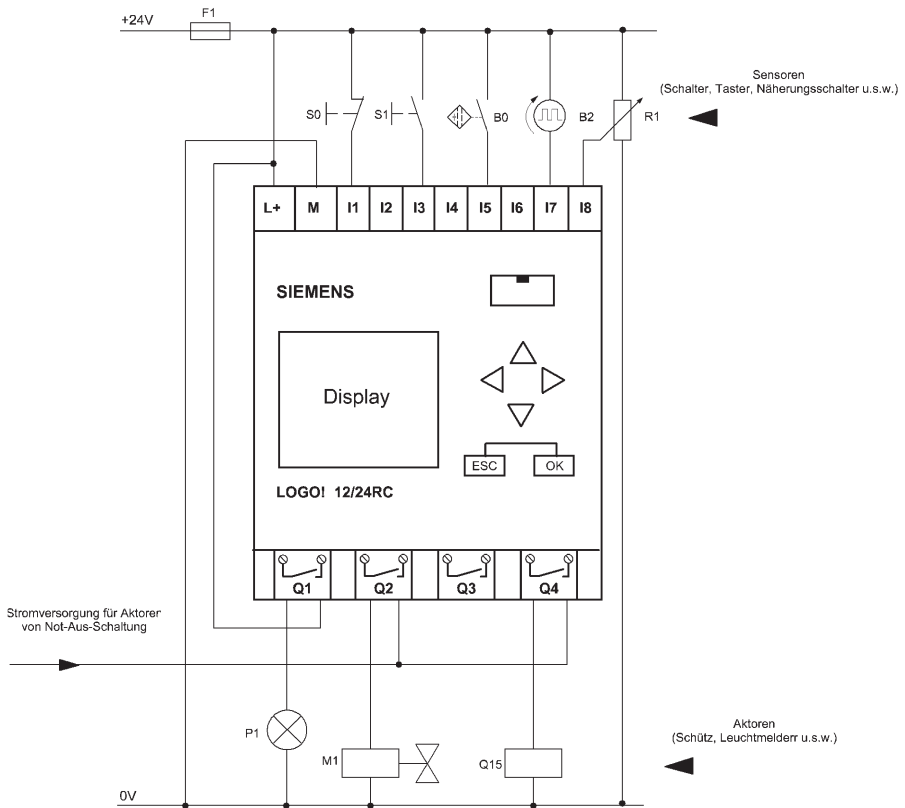 F1
+24V
Sensoren
(Schalter, Taster, Näherungsschalter u.s.w.)
S0
S1
B0
B2
R1
L+ M I1 I2 I3 I4 I5 I6 I7 I8
SIEMENS
Display
ESC OK
LOGO! 12/24RC
Q1 Q2 Q3 Q4
Stromversorgung für Aktoren
von Not-Aus-Schaltung
P1
M1
Q15
Aktoren
(Schütz, Leuchtmelderr u.s.w.)
0V